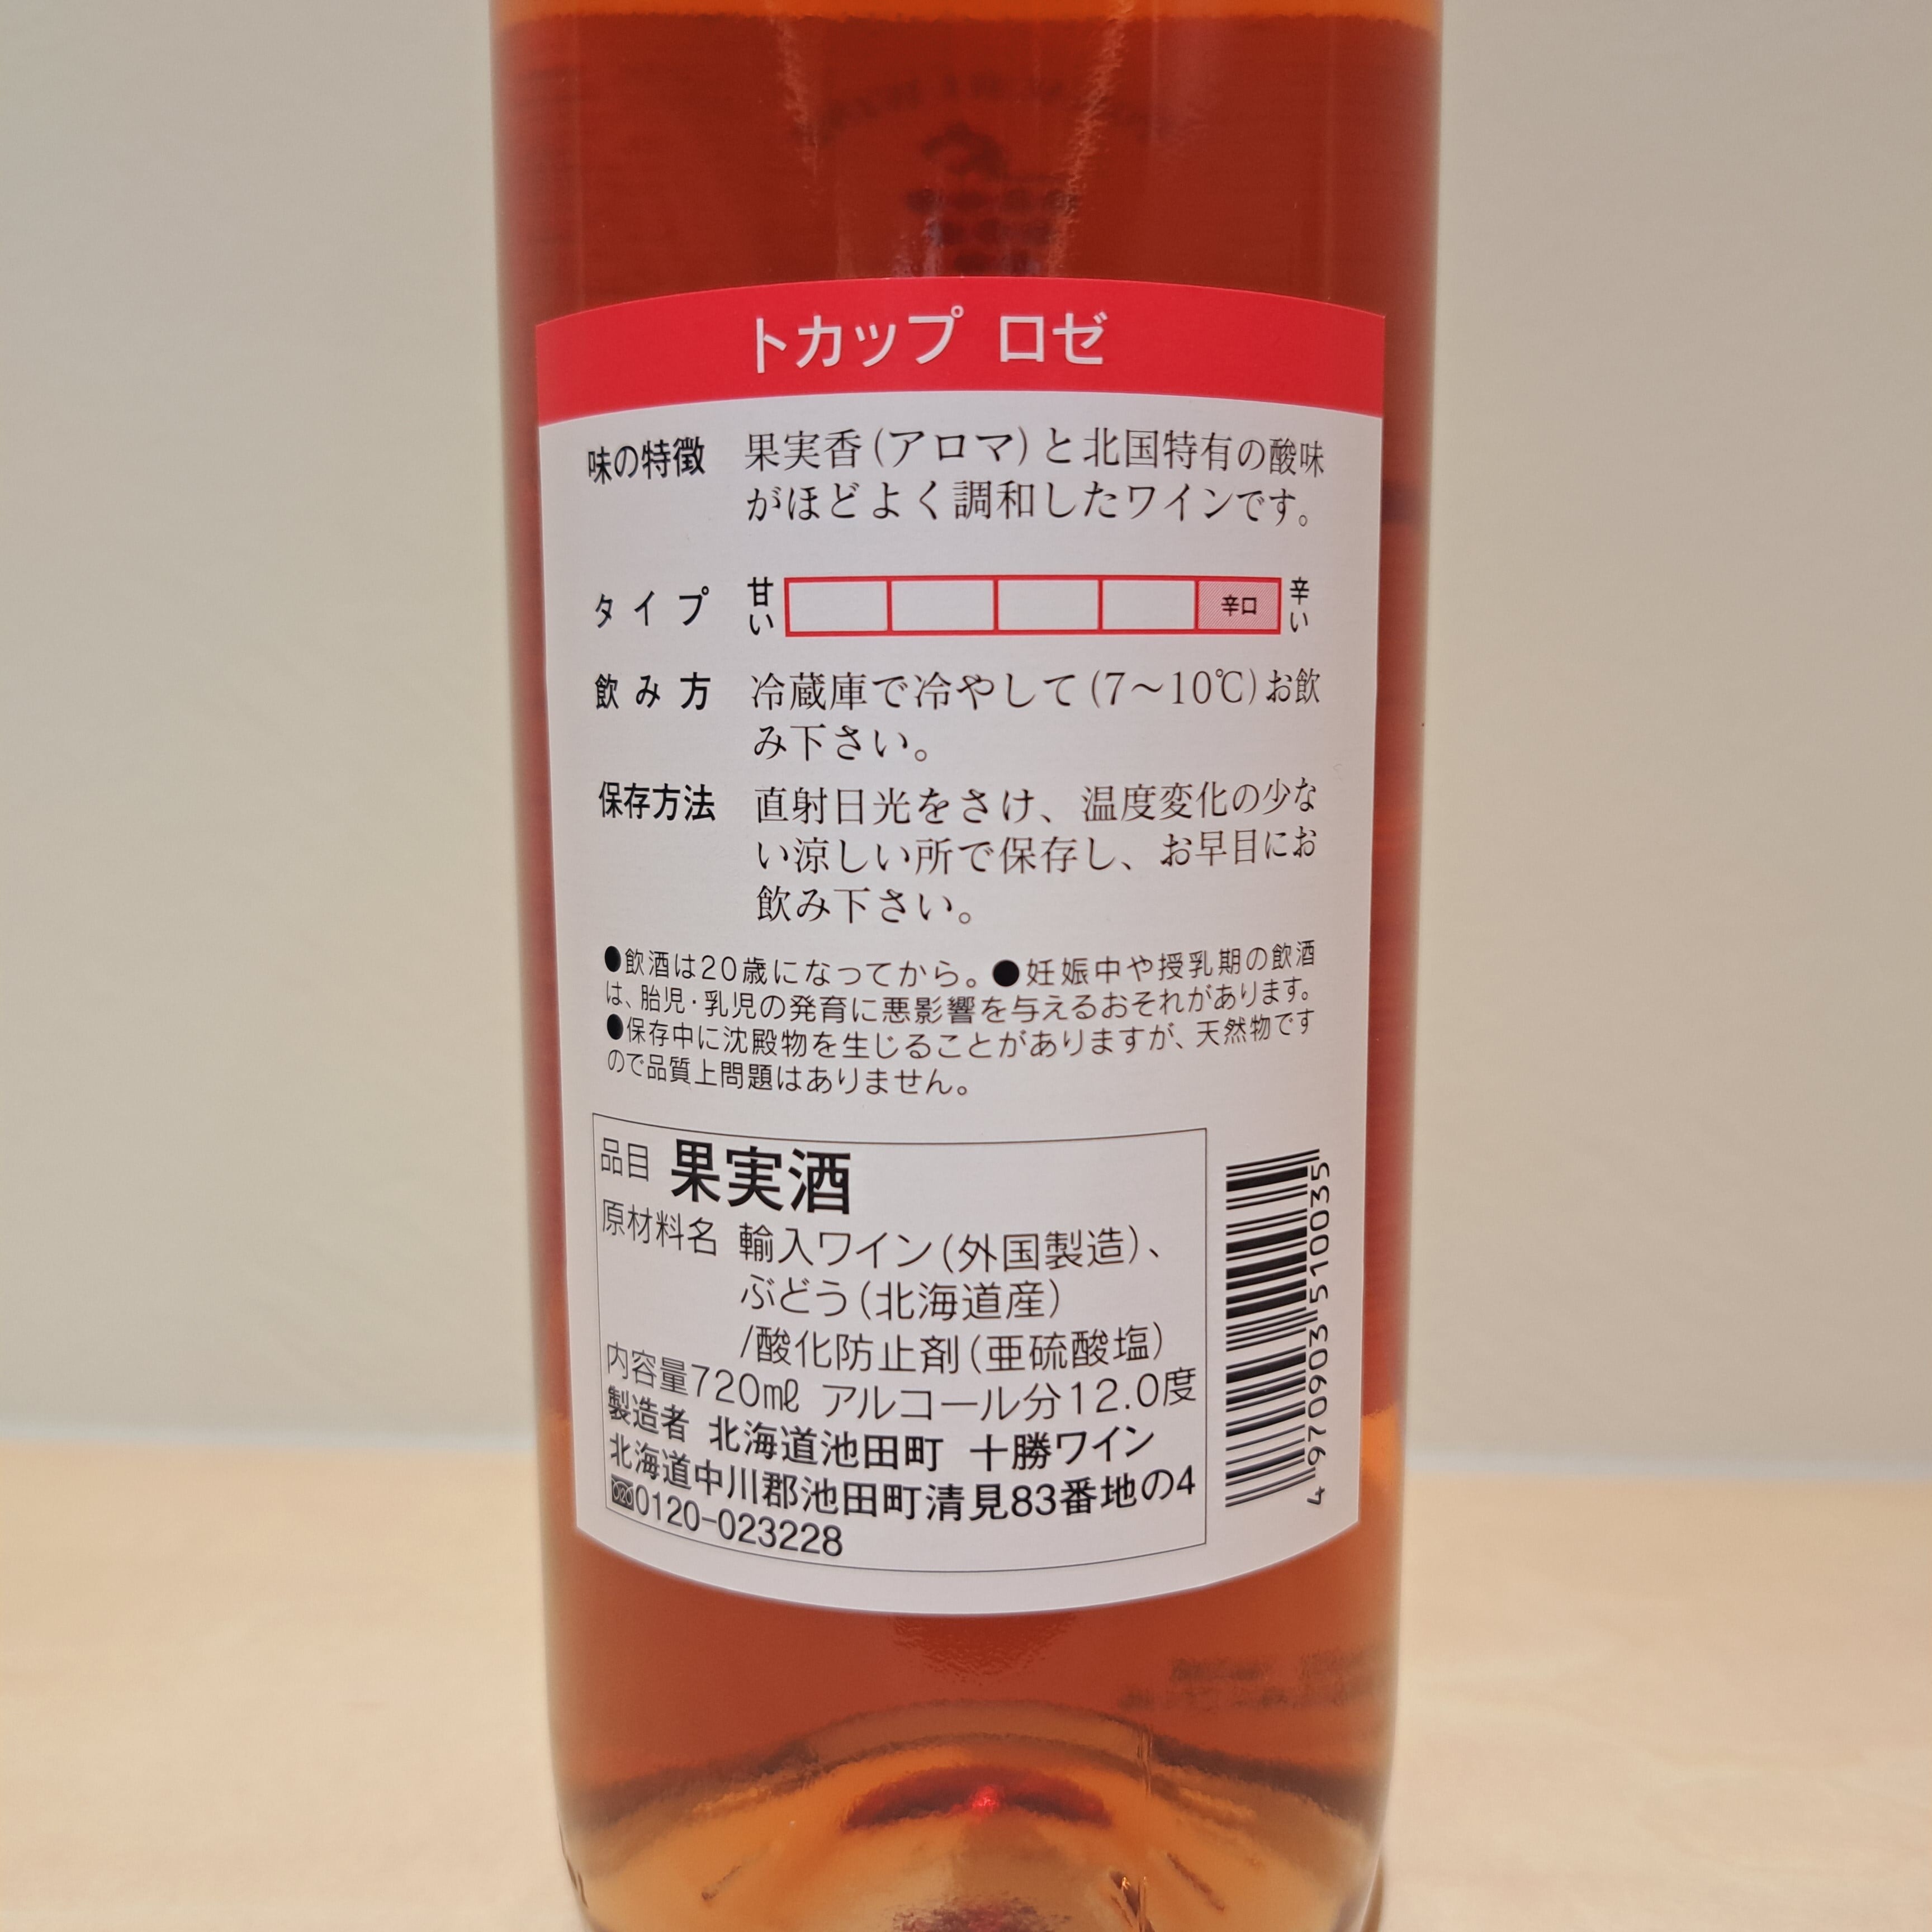 トカップ ロゼ
味の特徴 果実香(アロマ)と北国特有の酸味
がほどよく調和したワインです。
タイプ 甘い 辛口 辛い
飲み方 冷蔵庫で冷やして(7～10℃)お飲
み下さい。
保存方法 直射日光をさけ、温度変化の少な
い涼しい所で保存し、お早目にお
飲み下さい。
●飲酒は20歳になってから。●妊娠中や授乳期の飲酒
は、胎児・乳児の発育に悪影響を与えるおそれがあります。
●保存中に沈殿物を生じることがありますが、天然物です
ので品質上問題はありません。
品目 果実酒
原材料名 輸入ワイン(外国製造)、
ぶどう(北海道産)
/酸化防止剤(亜硫酸塩)
内容量720mℓ アルコール分12.0度
製造者 北海道池田町 十勝ワイン
北海道中川郡池田町清見83番地の4
0120-023228
4970903510035